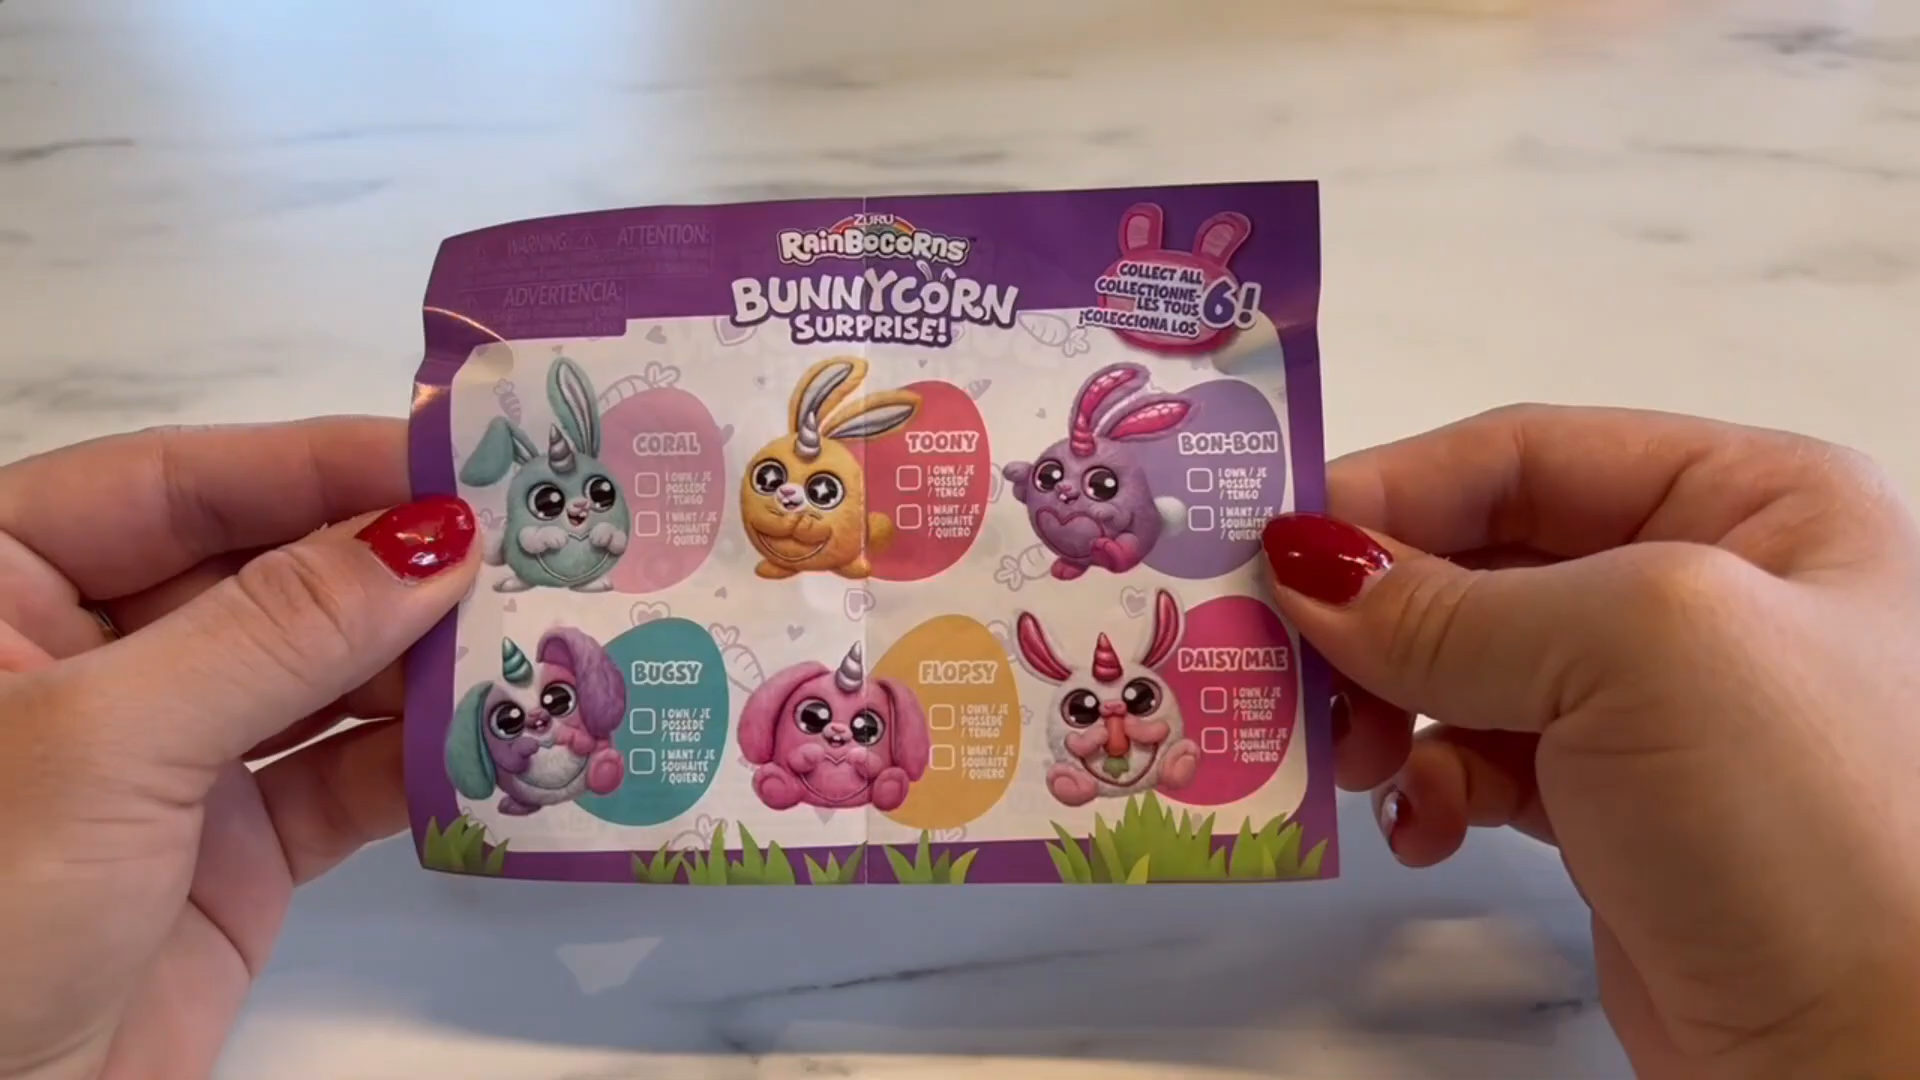 WARNING:
ATTENTION:
ADVERTENCIA:
ZURU
RainBocoRns
BUNNYCORN
SURPRISE!
COLLECT ALL
COLLECTIONNE-
LES TOUS
¡COLECCIONA LOS
6!
CORAL
I OWN / JE
POSSÈDE
/ TENGO
I WANT / JE
SOUHAITE
/ QUIERO
TOONY
I OWN / JE
POSSÈDE
/ TENGO
I WANT / JE
SOUHAITE
/ QUIERO
BON-BON
I OWN / JE
POSSÈDE
/ TENGO
I WANT / JE
SOUHAITE
/ QUIERO
BUGSY
I OWN / JE
POSSÈDE
/ TENGO
I WANT / JE
SOUHAITE
/ QUIERO
FLOPSY
I OWN / JE
POSSÈDE
/ TENGO
I WANT / JE
SOUHAITE
/ QUIERO
DAISY MAE
I OWN / JE
POSSÈDE
/ TENGO
I WANT / JE
SOUHAITE
/ QUIERO